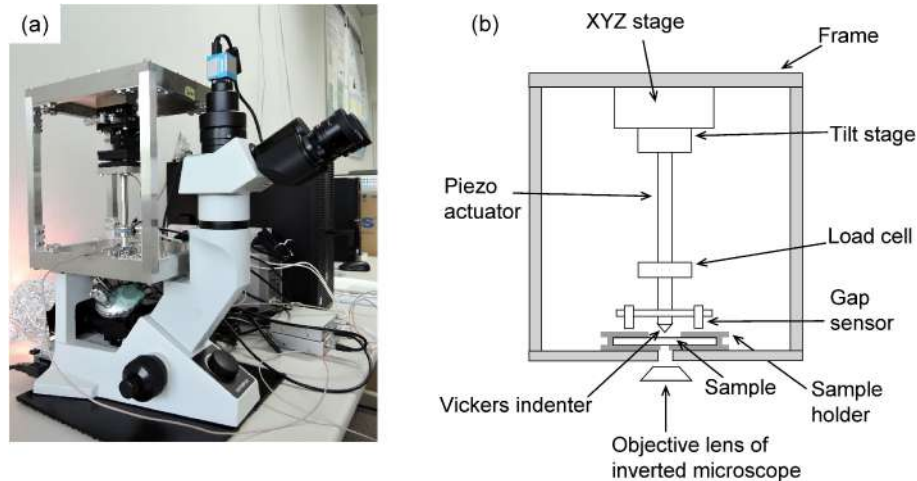 (a)
(b)
XYZ stage
Frame
Tilt stage
Piezo
actuator
Load cell
Gap
sensor
Vickers indenter
Sample
Sample
holder
Objective lens of
inverted microscope